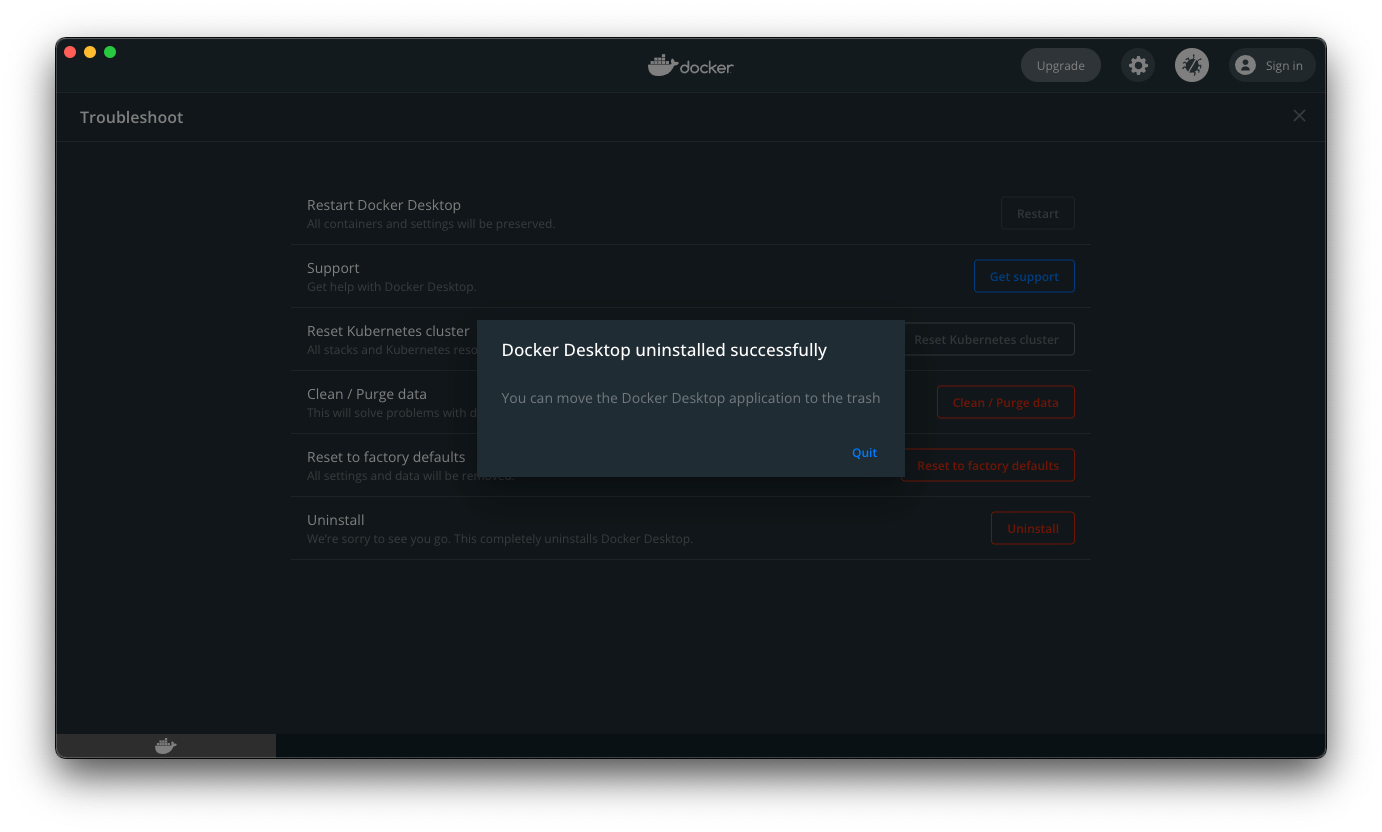 docker
Upgrade
Sign in
Troubleshoot
Restart Docker Desktop
All containers and settings will be preserved.
Restart
Support
Get help with Docker Desktop.
Get support
Reset Kubernetes cluster
All stacks and Kubernetes reso
Reset Kubernetes cluster
Docker Desktop uninstalled successfully
You can move the Docker Desktop application to the trash
Quit
Clean / Purge data
This will solve problems with d
Clean / Purge data
Reset to factory defaults
All settings and data will be removed.
Reset to factory defaults
Uninstall
We're sorry to see you go. This completely uninstalls Docker Desktop.
Uninstall